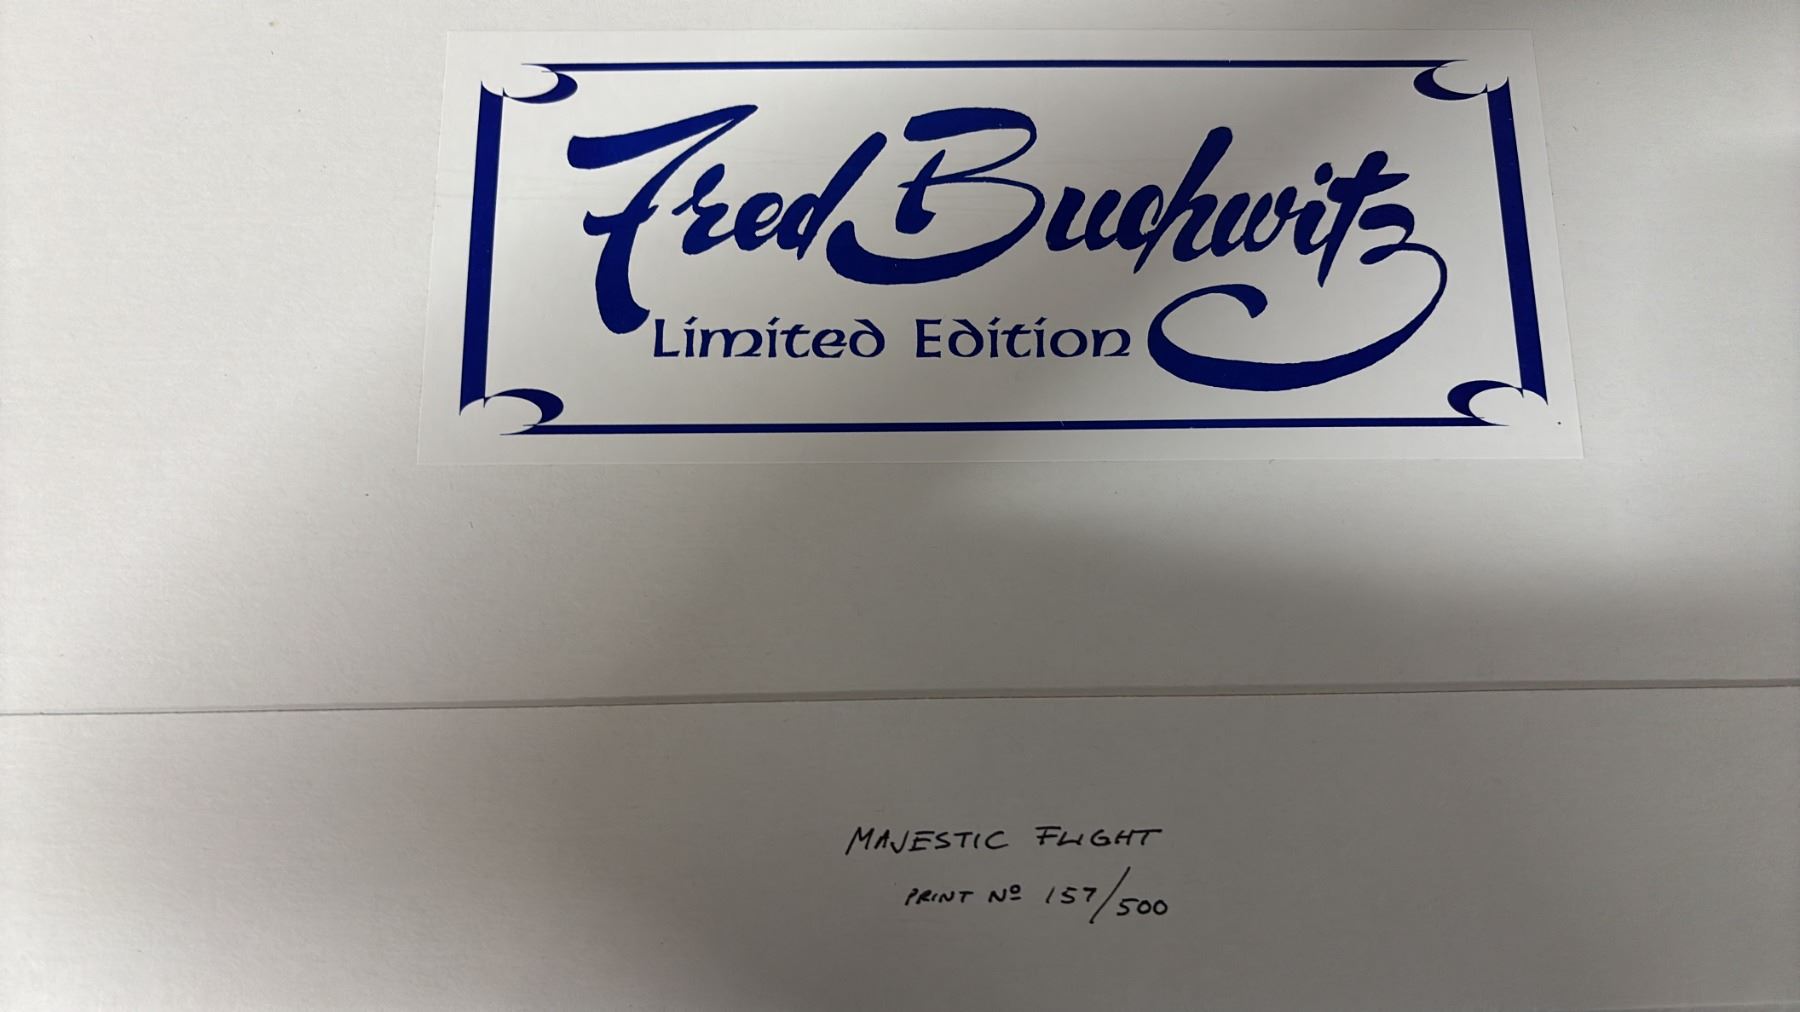 Fred Buchwitz
Limited Edition
MAJESTIC FLIGHT
PRINT Nº 157/500